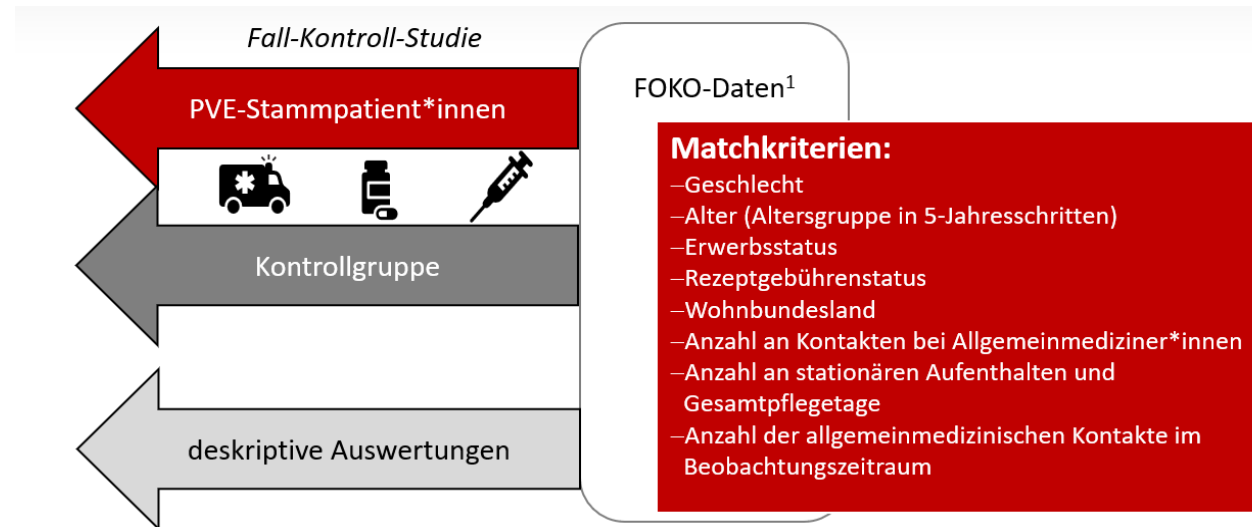 Fall-Kontroll-Studie
PVE-Stammpatient*innen
Kontrollgruppe
deskriptive Auswertungen
FOKO-Daten¹
Matchkriterien:
–Geschlecht
–Alter (Altersgruppe in 5-Jahresschritten)
–Erwerbsstatus
–Rezeptgebührenstatus
–Wohnbundesland
–Anzahl an Kontakten bei Allgemeinmediziner*innen
–Anzahl an stationären Aufenthalten und
Gesamtpflegetage
–Anzahl der allgemeinmedizinischen Kontakte im
Beobachtungszeitraum